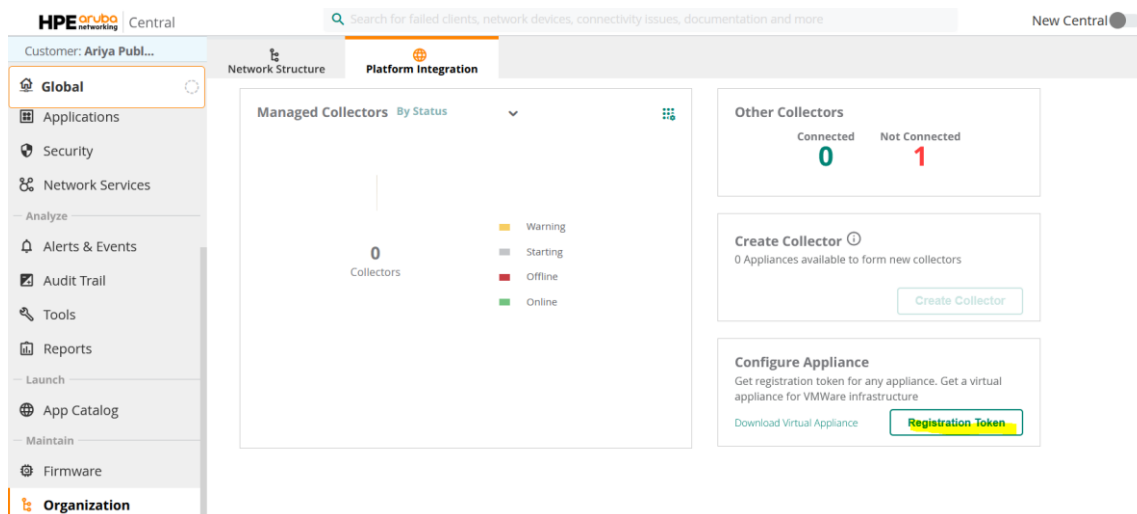 HPE aruba networking Central
Search for failed clients, network devices, connectivity issues, documentation and more
New Central
Customer: Ariya Publ...
Global
Applications
Security
Network Services
Analyze
Alerts & Events
Audit Trail
Tools
Reports
Launch
App Catalog
Maintain
Firmware
Organization
Network Structure
Platform Integration
Managed Collectors By Status
0
Collectors
Warning
Starting
Offline
Online
Other Collectors
Connected Not Connected
0 1
Create Collector
0 Appliances available to form new collectors
Create Collector
Configure Appliance
Get registration token for any appliance. Get a virtual
appliance for VMWare infrastructure
Download Virtual Appliance Registration Token